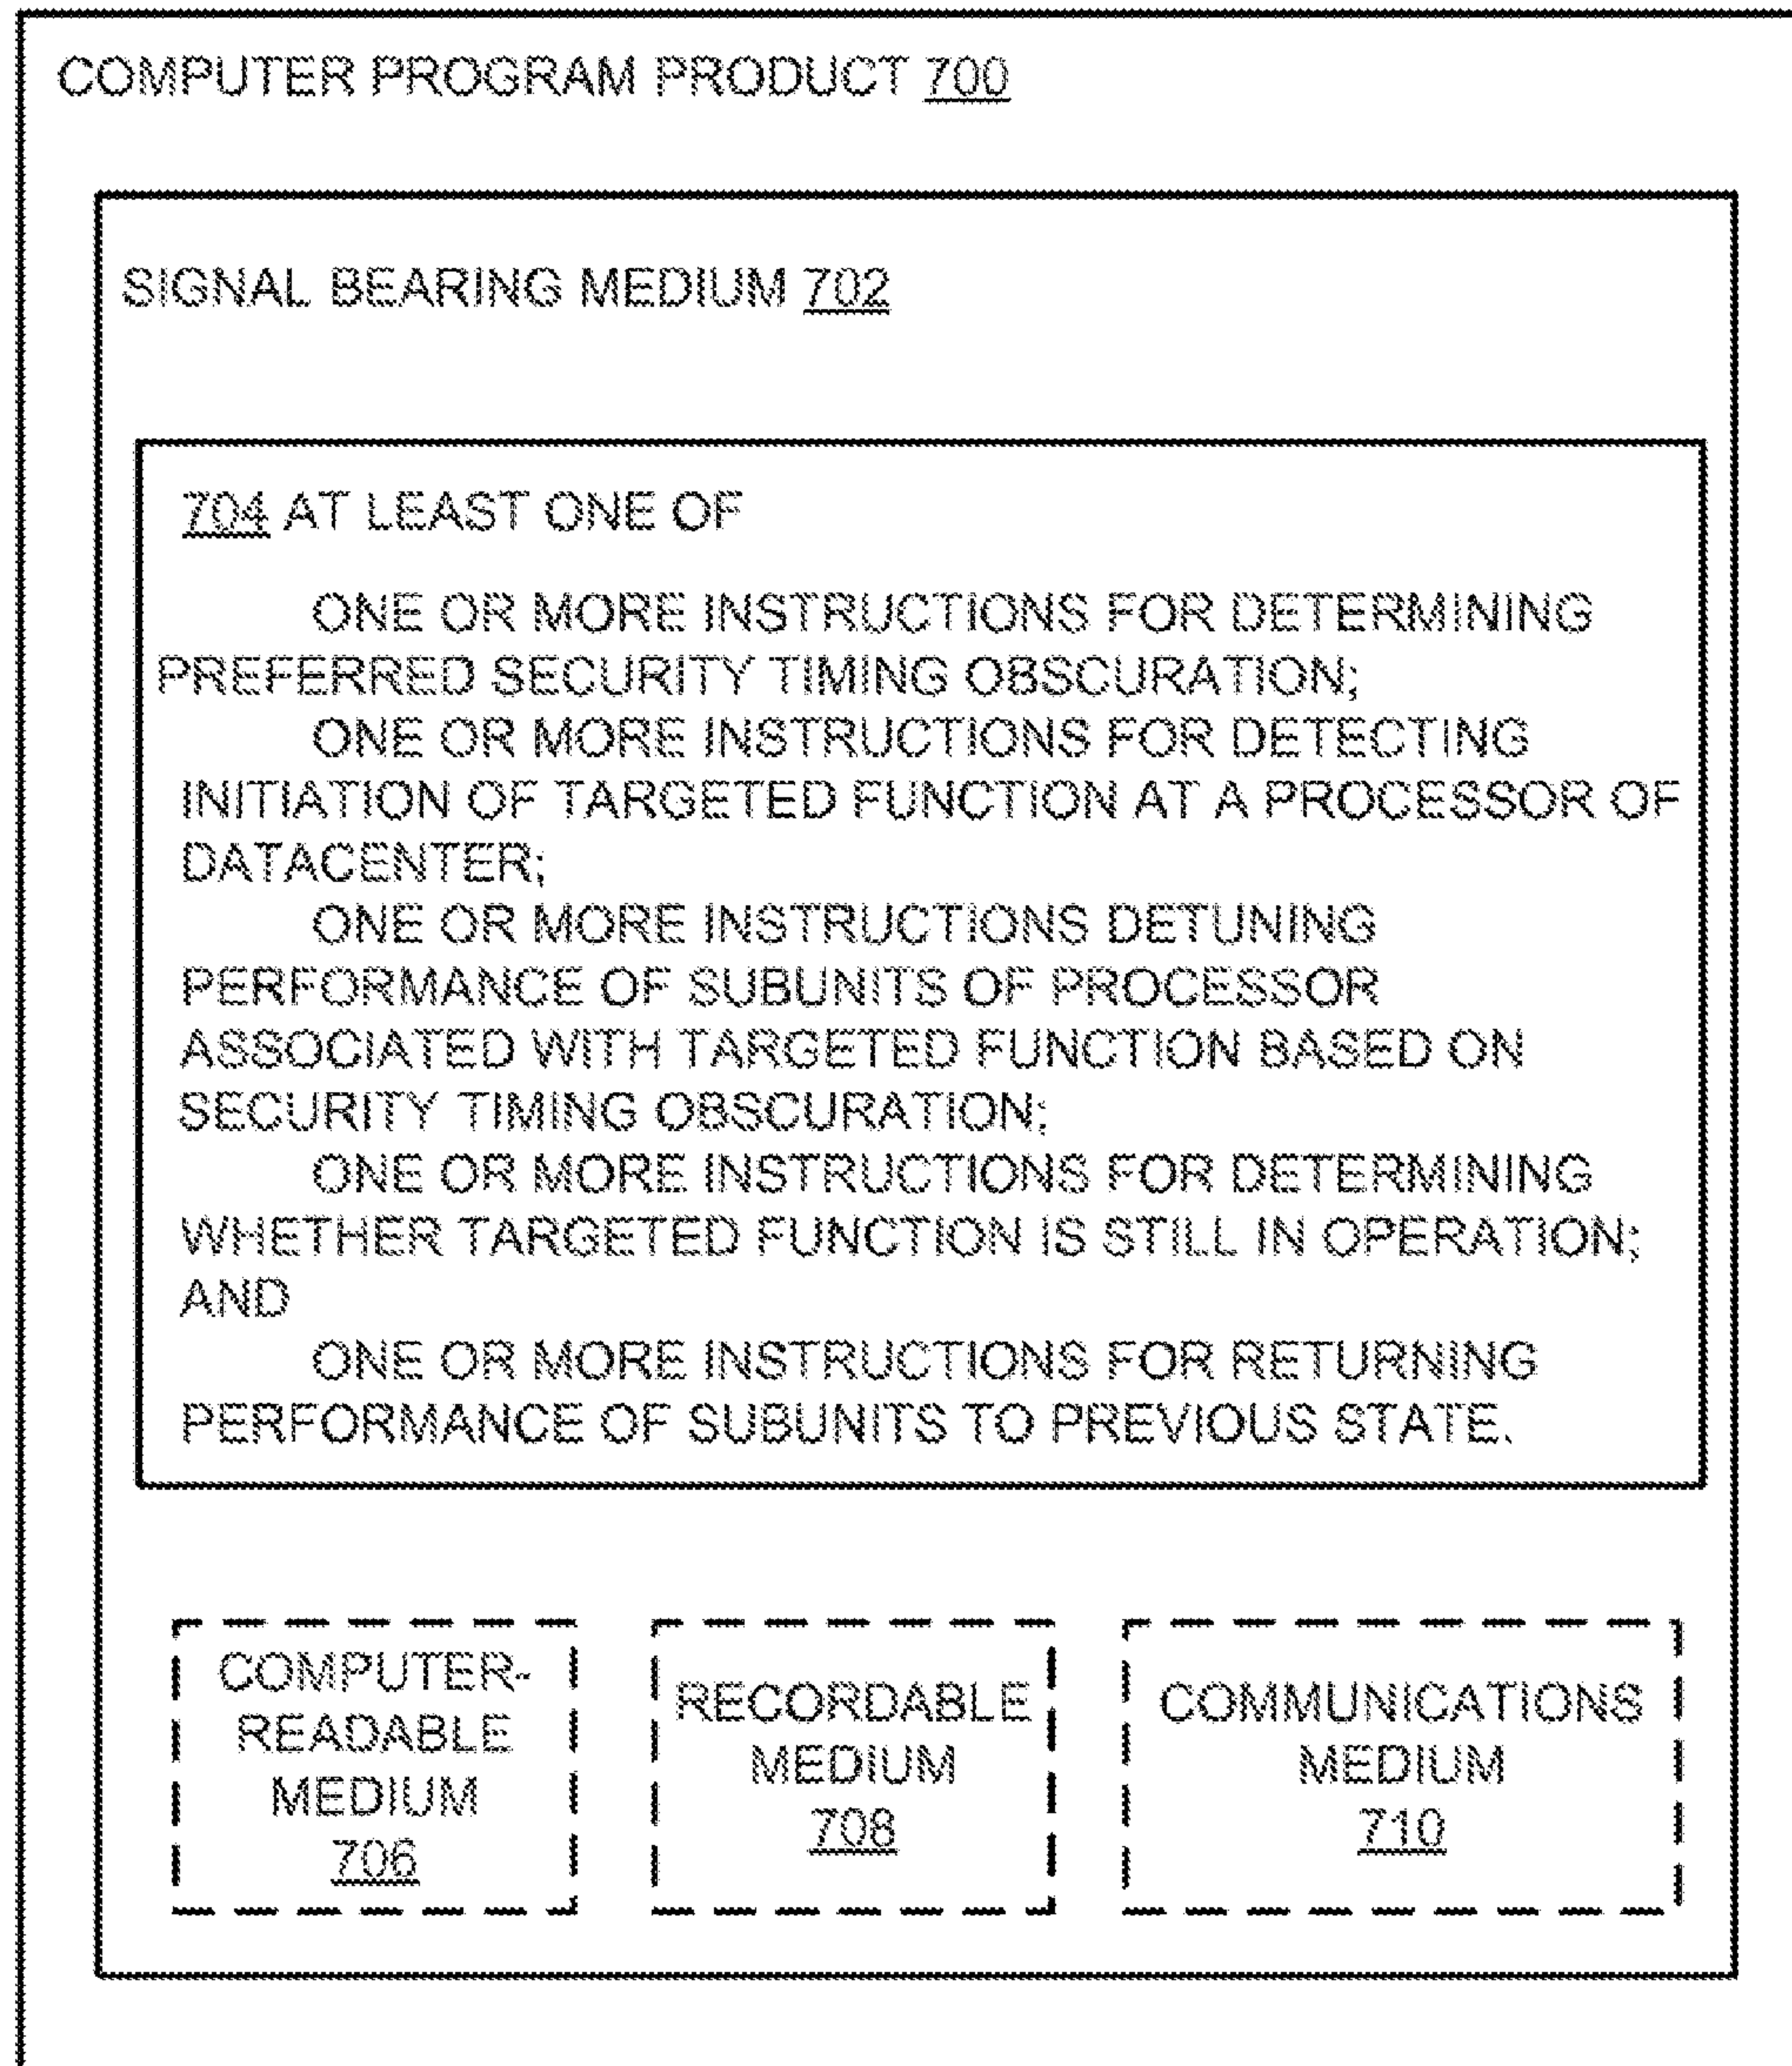 COMPUTER PROGRAM PRODUCT 700
SIGNAL BEARING MEDIUM 702
704 AT LEAST ONE OF
ONE OR MORE INSTRUCTIONS FOR DETERMINING
PREFERRED SECURITY TIMING OBSCURATION;
ONE OR MORE INSTRUCTIONS FOR DETECTING
INITIATION OF TARGETED FUNCTION AT A PROCESSOR OF
DATACENTER;
ONE OR MORE INSTRUCTIONS DETUNING
PERFORMANCE OF SUBUNITS OF PROCESSOR
ASSOCIATED WITH TARGETED FUNCTION BASED ON
SECURITY TIMING OBSCURATION;
ONE OR MORE INSTRUCTIONS FOR DETERMINING
WHETHER TARGETED FUNCTION IS STILL IN OPERATION;
AND
ONE OR MORE INSTRUCTIONS FOR RETURNING
PERFORMANCE OF SUBUNITS TO PREVIOUS STATE.
COMPUTER-
READABLE
MEDIUM
706
RECORDABLE
MEDIUM
708
COMMUNICATIONS
MEDIUM
710